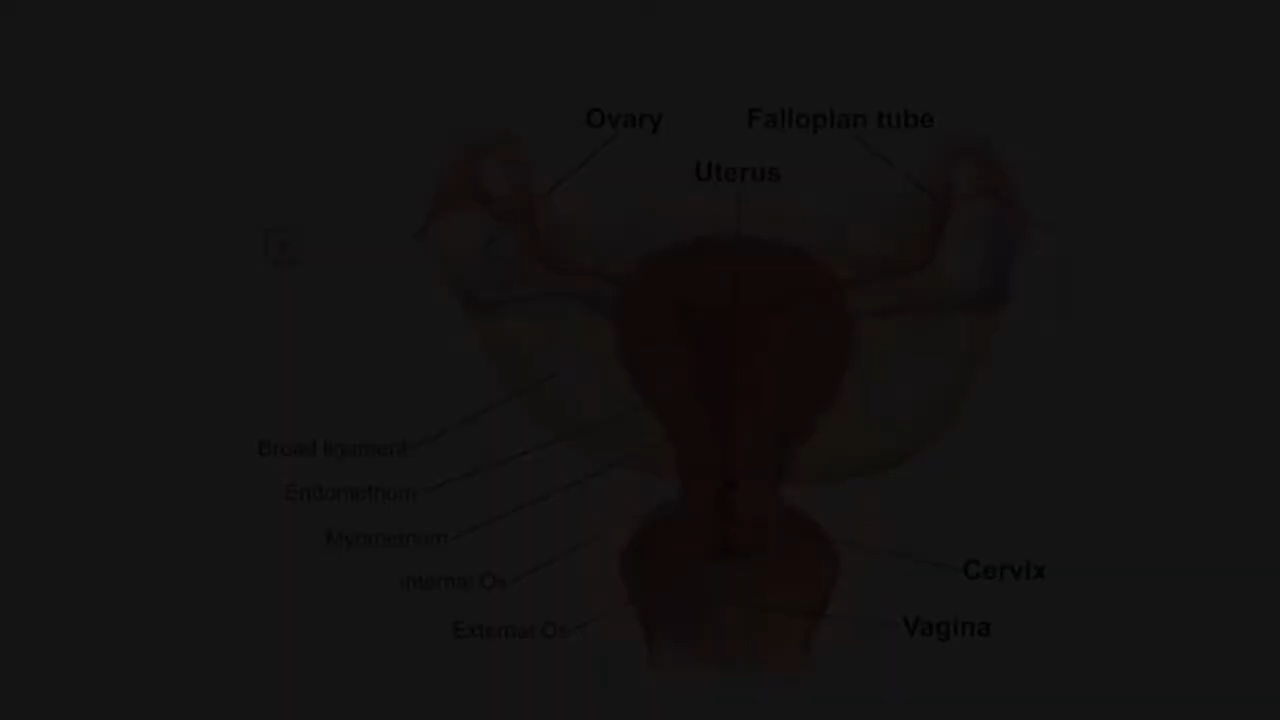 Ovary
Fallopian tube
Uterus
Broad ligament
Endometrium
Myometrium
Internal Os
External Os
Cervix
Vagina